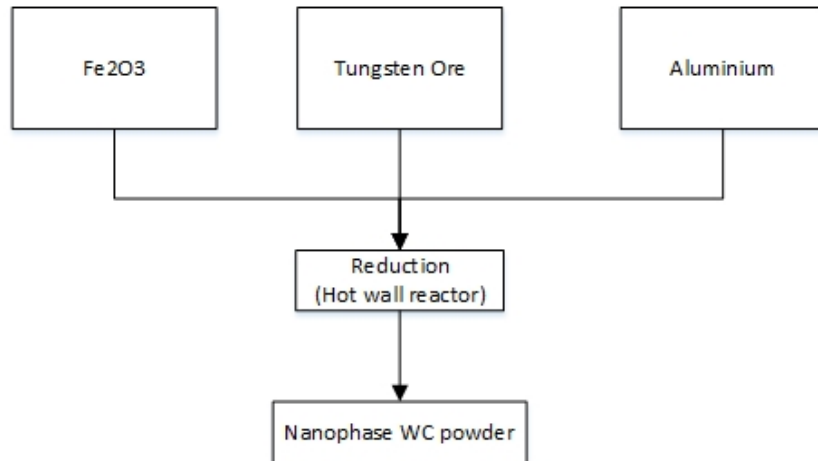 Fe2O3
Tungsten Ore
Aluminium
Reduction
(Hot wall reactor)
Nanophase WC powder